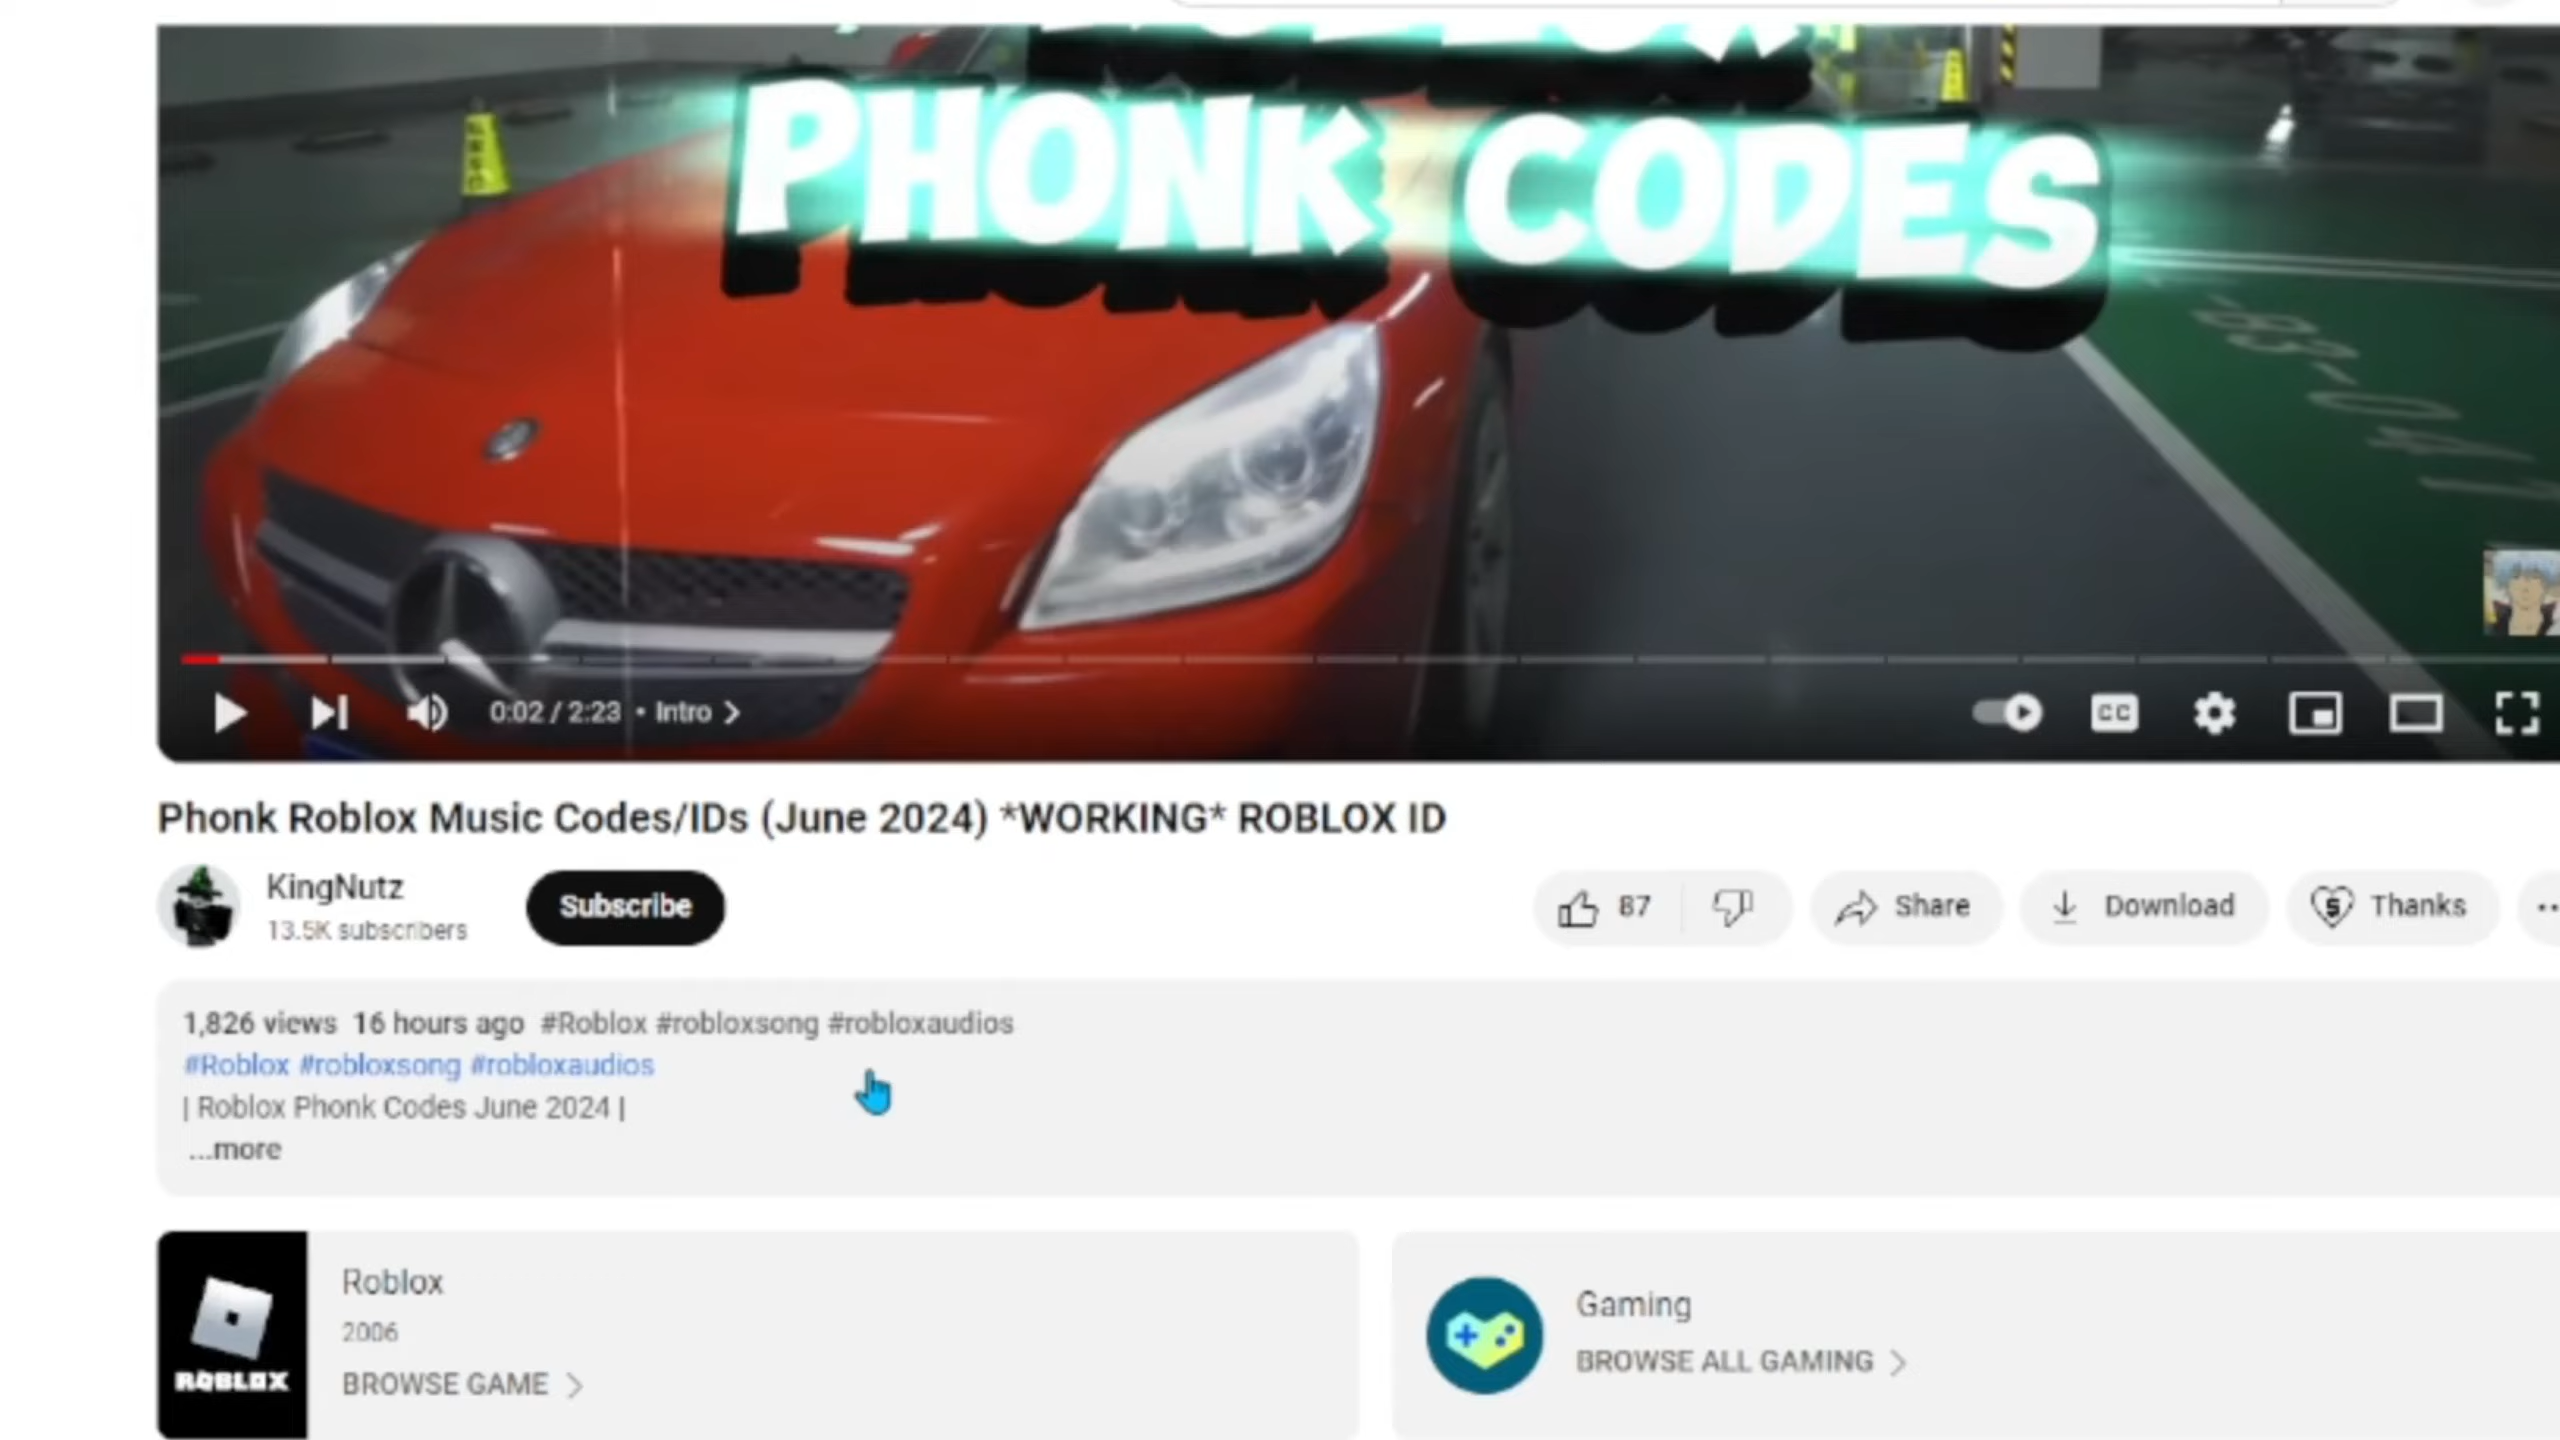 PHONK CODES
0:02 / 2:23 • Intro
CC
Phonk Roblox Music Codes/IDs (June 2024) *WORKING* ROBLOX ID
KingNutz
13.5K subscribers
Subscribe
87
Share
Download
Thanks
1,826 views 16 hours ago #Roblox #robloxsong #robloxaudios
#Roblox #robloxsong #robloxaudios
| Roblox Phonk Codes June 2024 |
...more
ROBLOX
Roblox
2006
BROWSE GAME
Gaming
BROWSE ALL GAMING